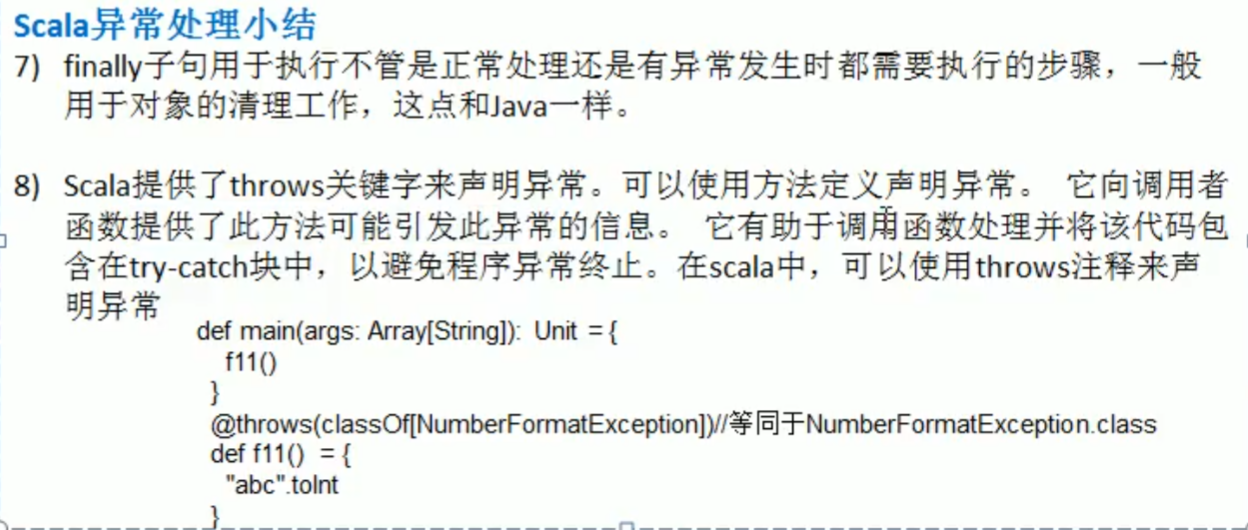 Scala异常处理小结
7) finally子句用于执行不管是正常处理还是有异常发生时都需要执行的步骤，一般
用于对象的清理工作，这点和Java一样。
8) Scala提供了throws关键字来声明异常。可以使用方法定义声明异常。 它向调用者
函数提供了此方法可能引发此异常的信息。 它有助于调用函数处理并将该代码包
含在try-catch块中，以避免程序异常终止。在scala中，可以使用throws注释来声
明异常
def main(args: Array[String]): Unit = {
f11()
}
@throws(classOf[NumberFormatException])//等同于NumberFormatException.class
def f11() = {
"abc".toInt
}